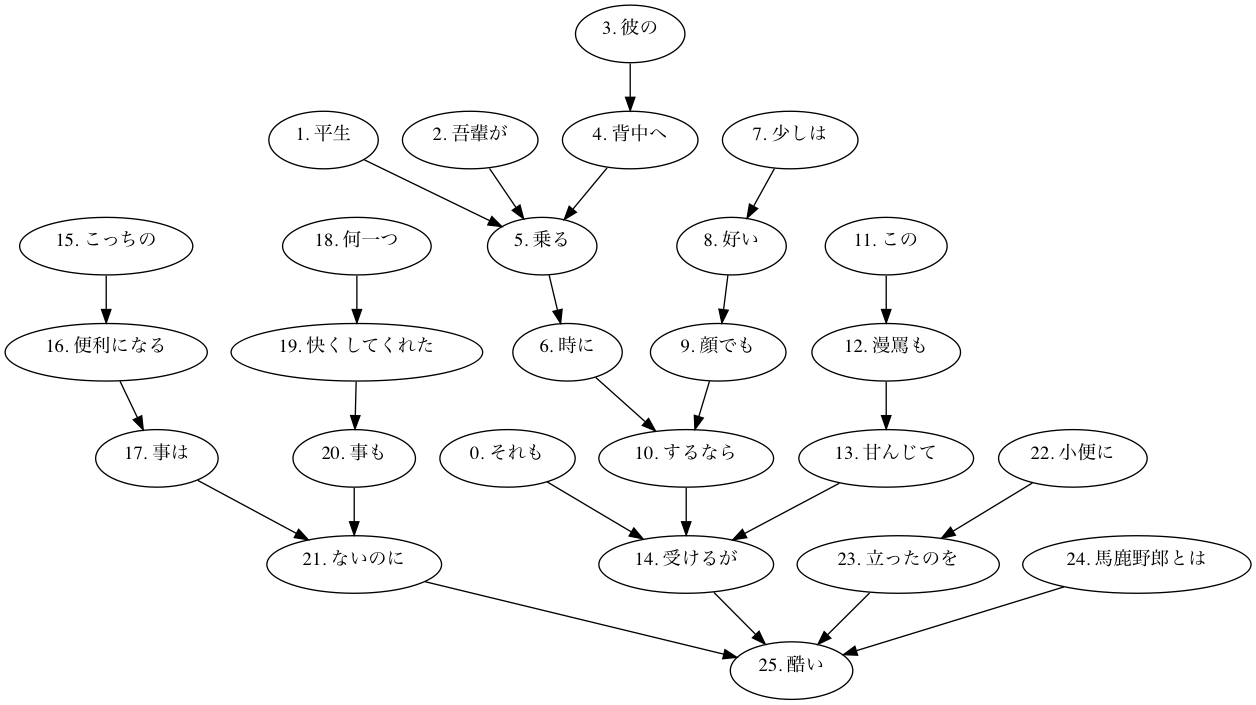 3. 彼の
1. 平生
2. 吾輩が
4. 背中へ
7. 少しは
15. こっちの
18. 何一つ
5. 乗る
8. 好い
11. この
16. 便利になる
19. 快くしてくれた
6. 時に
9. 顔でも
12. 漫罵も
17. 事は
20. 事も
0. それも
10. するなら
13. 甘んじて
22. 小便に
21. ないのに
14. 受けるが
23. 立ったのを
24. 馬鹿野郎とは
25. 酷い